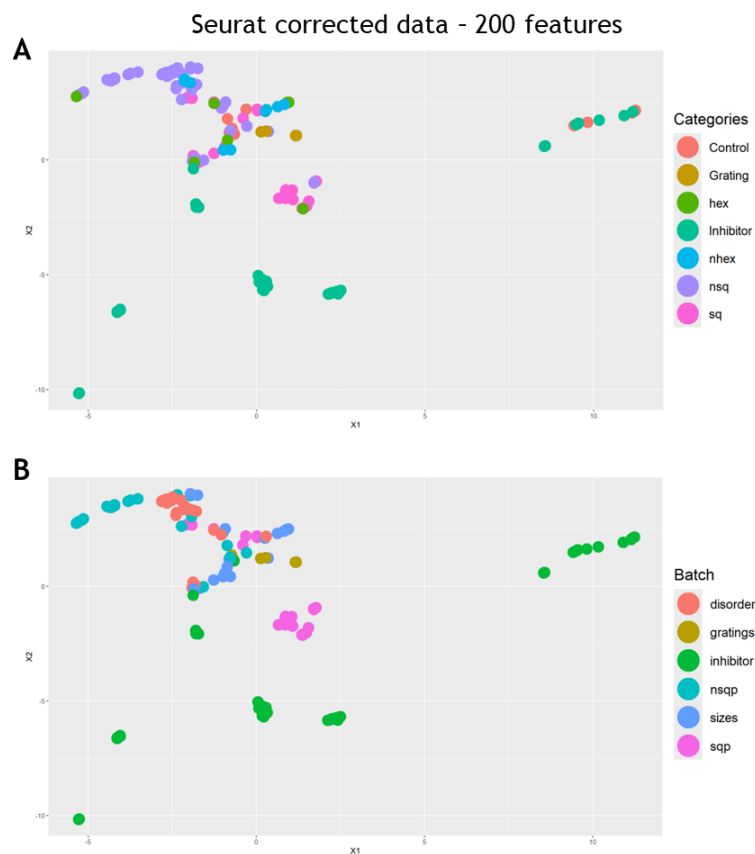 Seurat corrected data – 200 features
A
X2
0
-5
-10
-5
0
5
10
X1
Categories
Control
Grating
hex
Inhibitor
nhex
nsq
sq
B
X2
0
-5
-10
-5
0
5
10
X1
Batch
disorder
gratings
inhibitor
nsqp
sizes
sqp